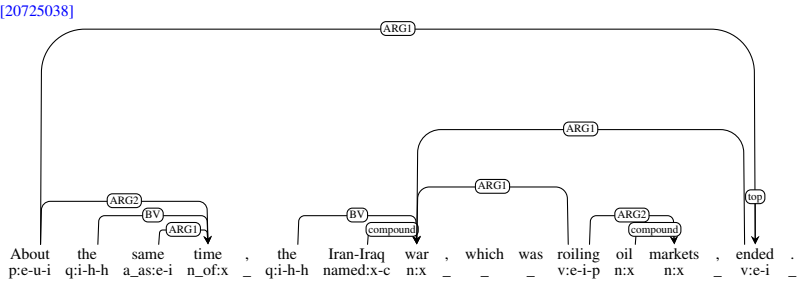 [20725038]
ARG1
ARG1
ARG1
top
ARG2
BV
ARG1
BV
compound
ARG2
compound
About the same time , the Iran-Iraq war , which was roiling oil markets , ended .
p:e-u-i q:i-h-h a_as:e-i n_of:x _ q:i-h-h named:x-c n:x _ _ _ v:e-i-p n:x n:x _ v:e-i _